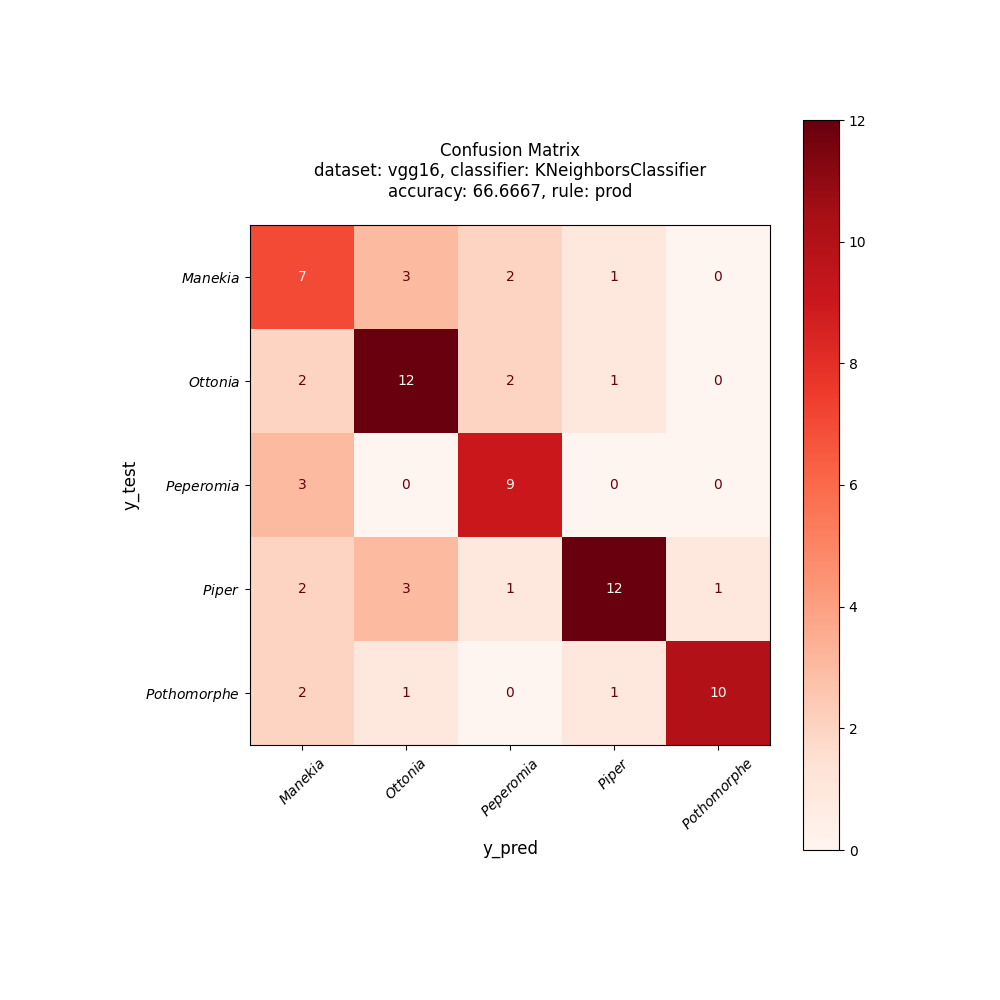 Confusion Matrix
dataset: vgg16, classifier: KNeighborsClassifier
accuracy: 66.6667, rule: prod
Manekia 7 3 2 1 0
Ottonia 2 12 2 1 0
Peperomia 3 0 9 0 0
Piper 2 3 1 12 1
Pothomorphe 2 1 0 1 10
Manekia Ottonia Peperomia Piper Pothomorphe
y_test
y_pred
12
10
8
6
4
2
0